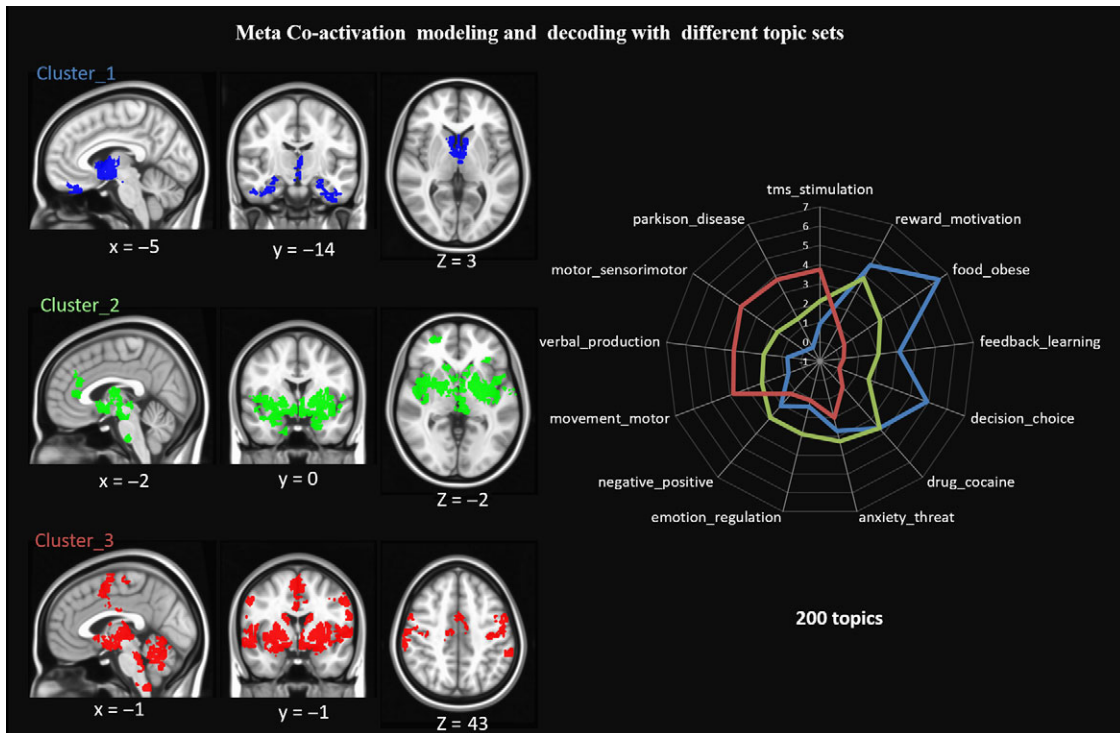 Meta Co-activation modeling and decoding with different topic sets
Cluster_1
x = −5
y = −14
Z = 3
Cluster_2
x = −2
y = 0
Z = −2
Cluster_3
x = −1
y = −1
Z = 43
tms_stimulation
reward_motivation
food_obese
feedback_learning
decision_choice
drug_cocaine
anxiety_threat
emotion_regulation
negative_positive
movement_motor
verbal_production
motor_sensorimotor
parkison_disease
7
6
5
4
3
2
1
0
-1
200 topics